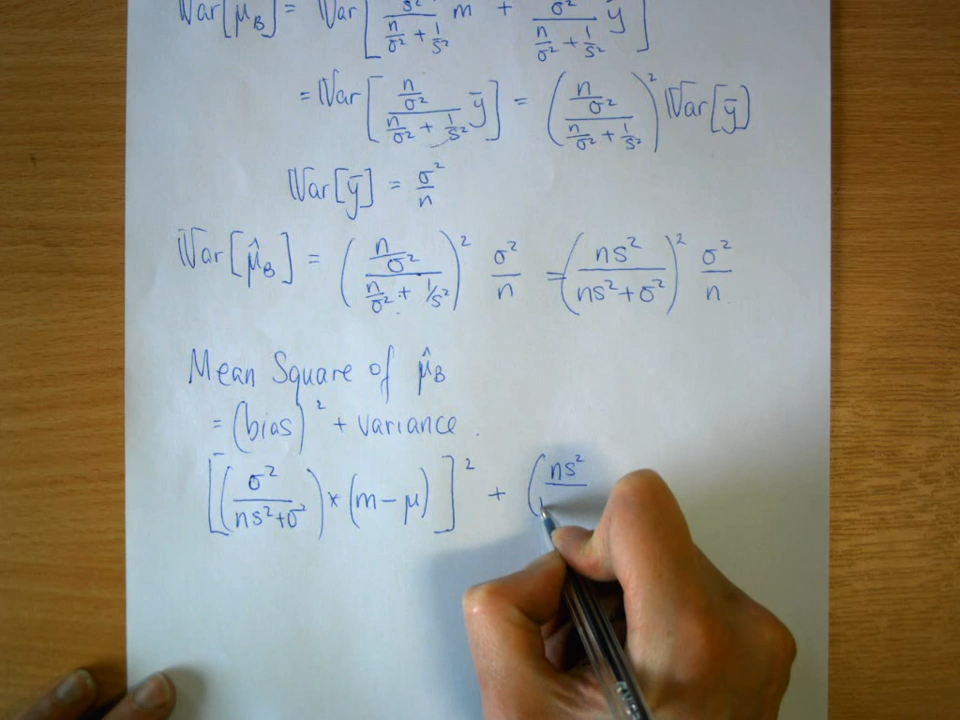 Var[μ_B] = Var[ (1/s²)/(n/σ² + 1/s²) m + (n/σ²)/(n/σ² + 1/s²) ȳ ]
= Var[ (n/σ²)/(n/σ² + 1/s²) ȳ ] = ( (n/σ²)/(n/σ² + 1/s²) )² Var[ȳ]
Var[ȳ] = σ²/n
Var[μ̂_B] = ( (n/σ²)/(n/σ² + 1/s²) )² σ²/n = ( ns²/(ns²+σ²) )² σ²/n
Mean Square of μ̂_B
= (bias)² + variance.
[ ( σ²/(ns²+σ²) ) × (m − μ) ]² + ( ns²